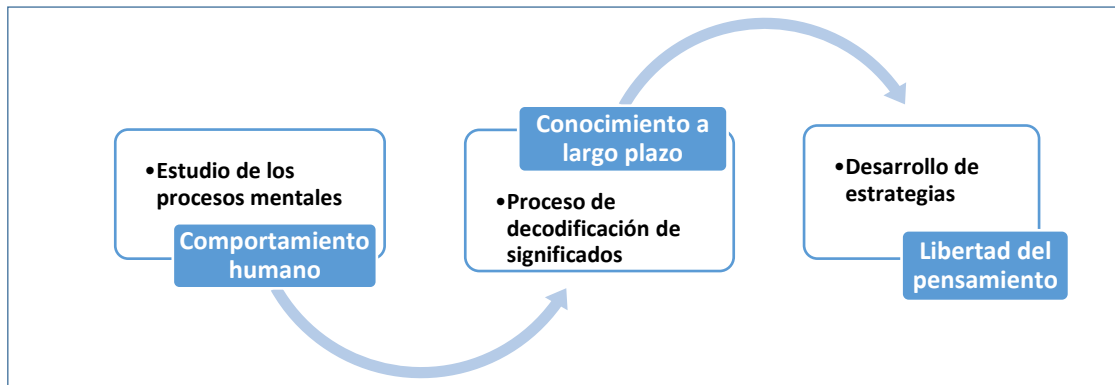 •Estudio de los
procesos mentales
Comportamiento
humano
Conocimiento a
largo plazo
•Proceso de
decodificación de
significados
•Desarrollo de
estrategias
Libertad del
pensamiento